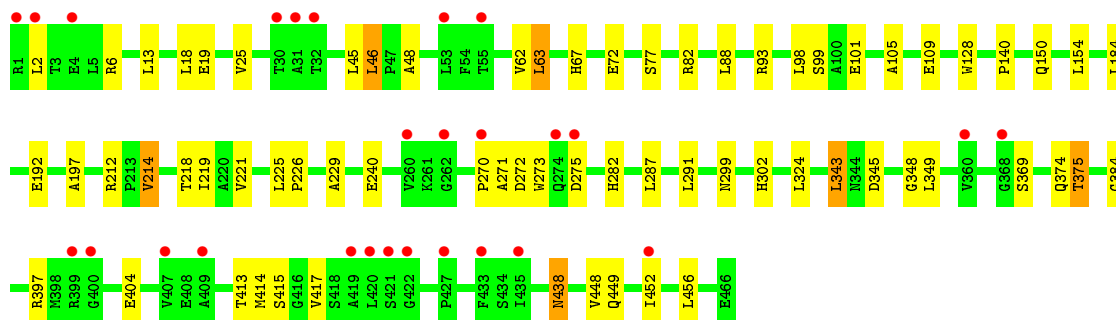 R1 L2 T3 E4 L5 R6 L13 L18 E19 V25 T30 A31 T32 L45 L46 P47 A48 L53 F54 T55 V62 L63 H67 E72 S77 R82 L88 R93 L98 S99 A100 E101 A105 E109 W128 P140 Q150 L154 L184
E192 A197 R212 P213 V214 T218 I219 A220 V221 L225 P226 A229 E240 V260 K261 G262 P270 A271 D272 W273 Q274 D275 H282 L287 L291 N299 H302 L324 L343 N344 D345 G348 L349 V360 G368 S369 Q374 T375 G384
R397 M398 R399 G400 E404 V407 E408 A409 T413 M414 S415 G416 V417 S418 A419 L420 S421 G422 P427 F433 S434 I435 N438 V448 Q449 I452 L456 E466